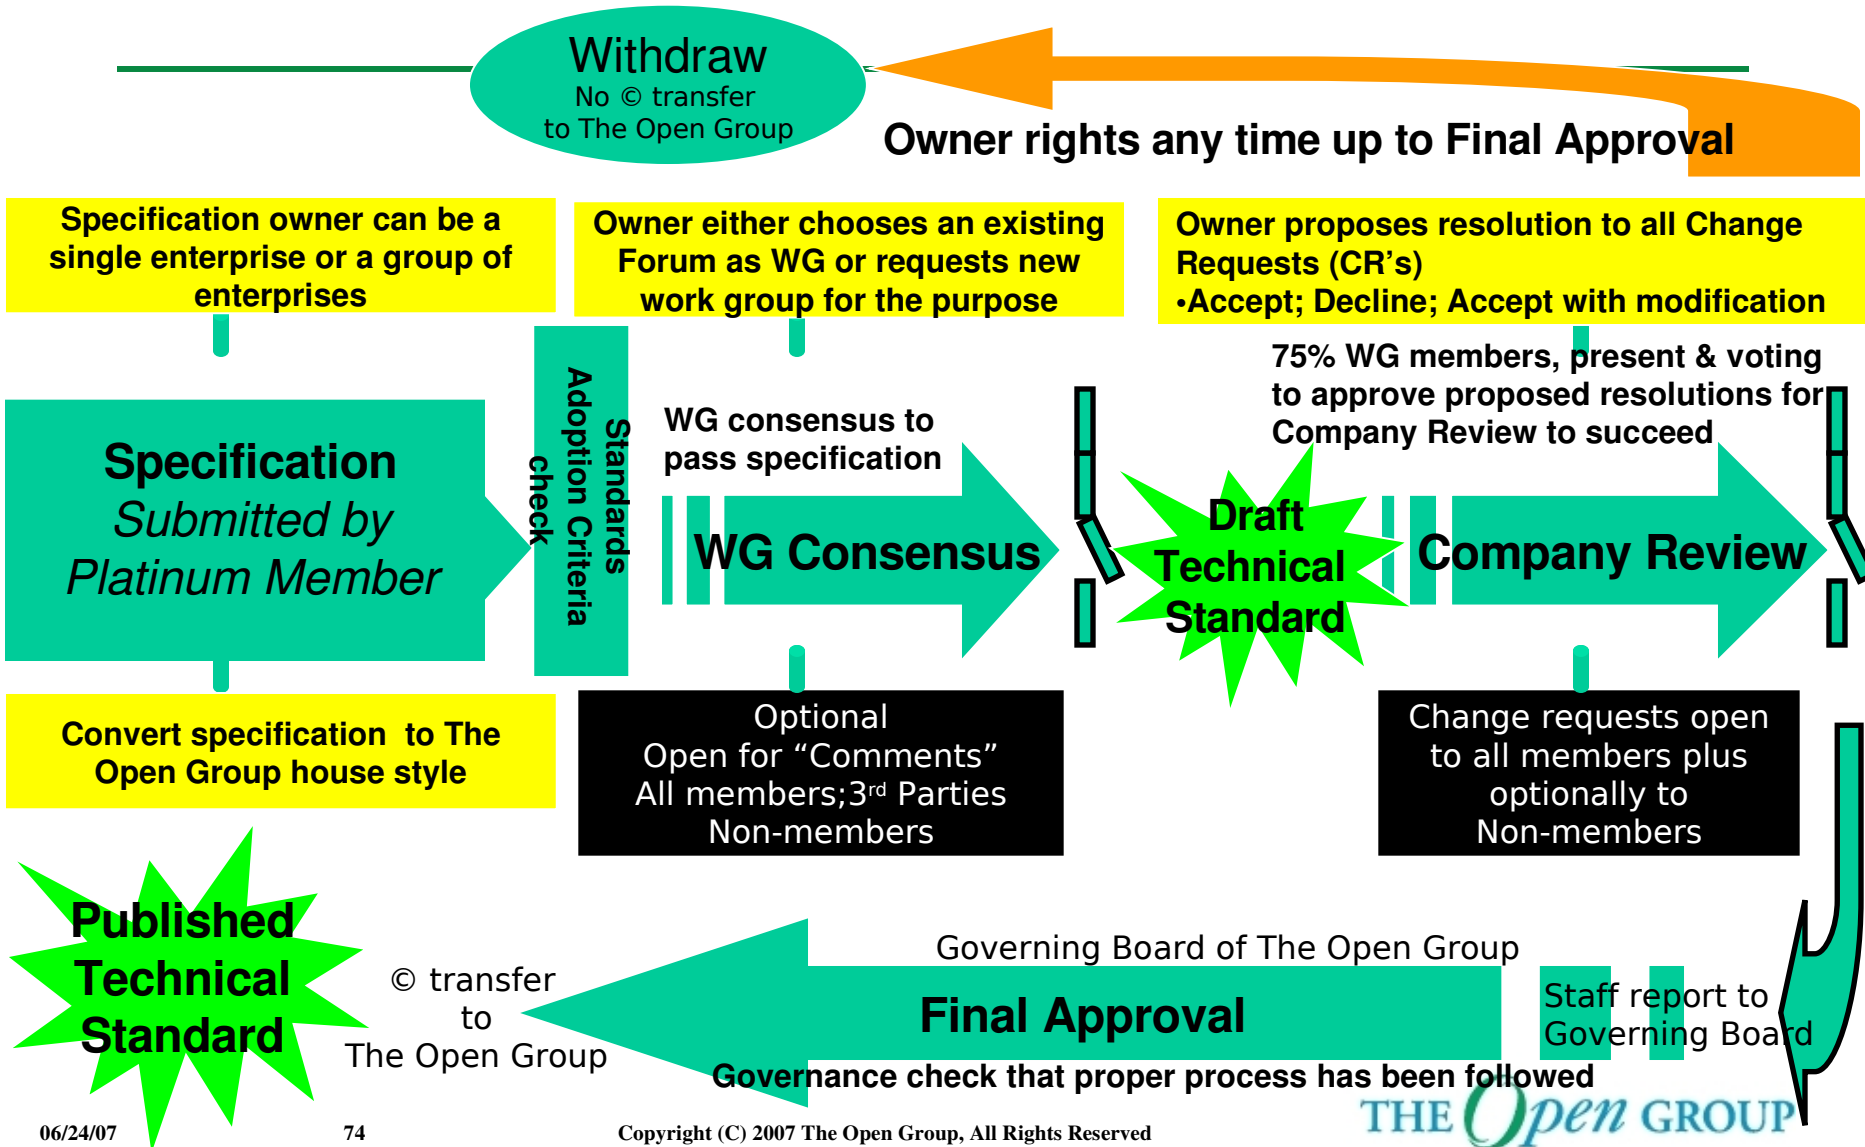 Withdraw
No © transfer
to The Open Group
Owner rights any time up to Final Approval
Specification owner can be a
single enterprise or a group of
enterprises
Owner either chooses an existing
Forum as WG or requests new
work group for the purpose
Owner proposes resolution to all Change
Requests (CR's)
•Accept; Decline; Accept with modification
75% WG members, present & voting
to approve proposed resolutions for
Company Review to succeed
Specification
Submitted by
Platinum Member
Standards
Adoption Criteria
check
WG consensus to
pass specification
WG Consensus
Draft
Technical
Standard
Company Review
Convert specification  to The
Open Group house style
Optional
Open for “Comments”
All members;3rd Parties
Non-members
Change requests open
to all members plus
optionally to
Non-members
Published
Technical
Standard
© transfer
to
The Open Group
Governing Board of The Open Group
Final Approval
Governance check that proper process has been followed
Staff report to
Governing Board
THE Open GROUP
06/24/07
74
Copyright (C) 2007 The Open Group, All Rights Reserved